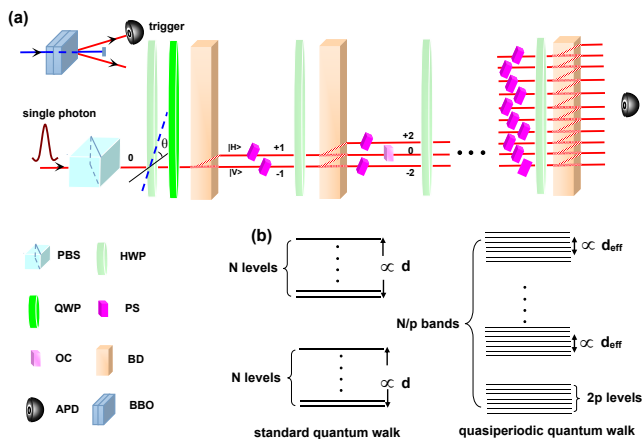 (a)
trigger
single photon
0
θ
|H>
|V>
+1
-1
+2
0
-2
PBS
HWP
QWP
PS
OC
BD
APD
BBO
(b)
N levels
∝ d
N levels
∝ d
standard quantum walk
N/p bands
∝ deff
∝ deff
2p levels
quasiperiodic quantum walk